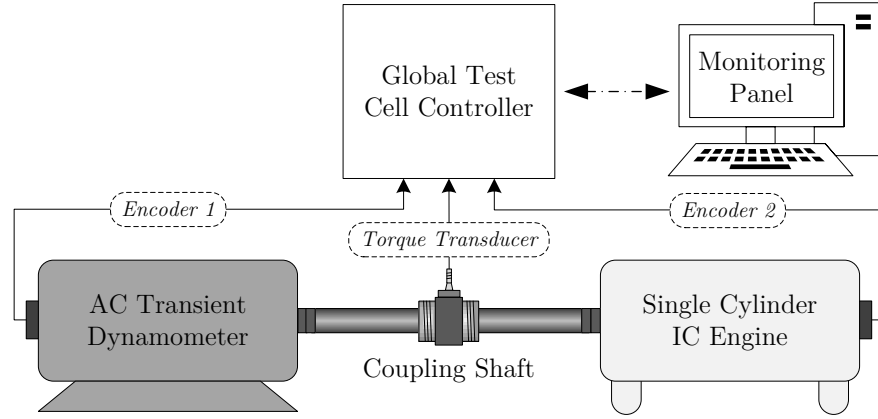 Global Test
Cell Controller
Monitoring
Panel
Encoder 1
Encoder 2
Torque Transducer
AC Transient
Dynamometer
Single Cylinder
IC Engine
Coupling Shaft